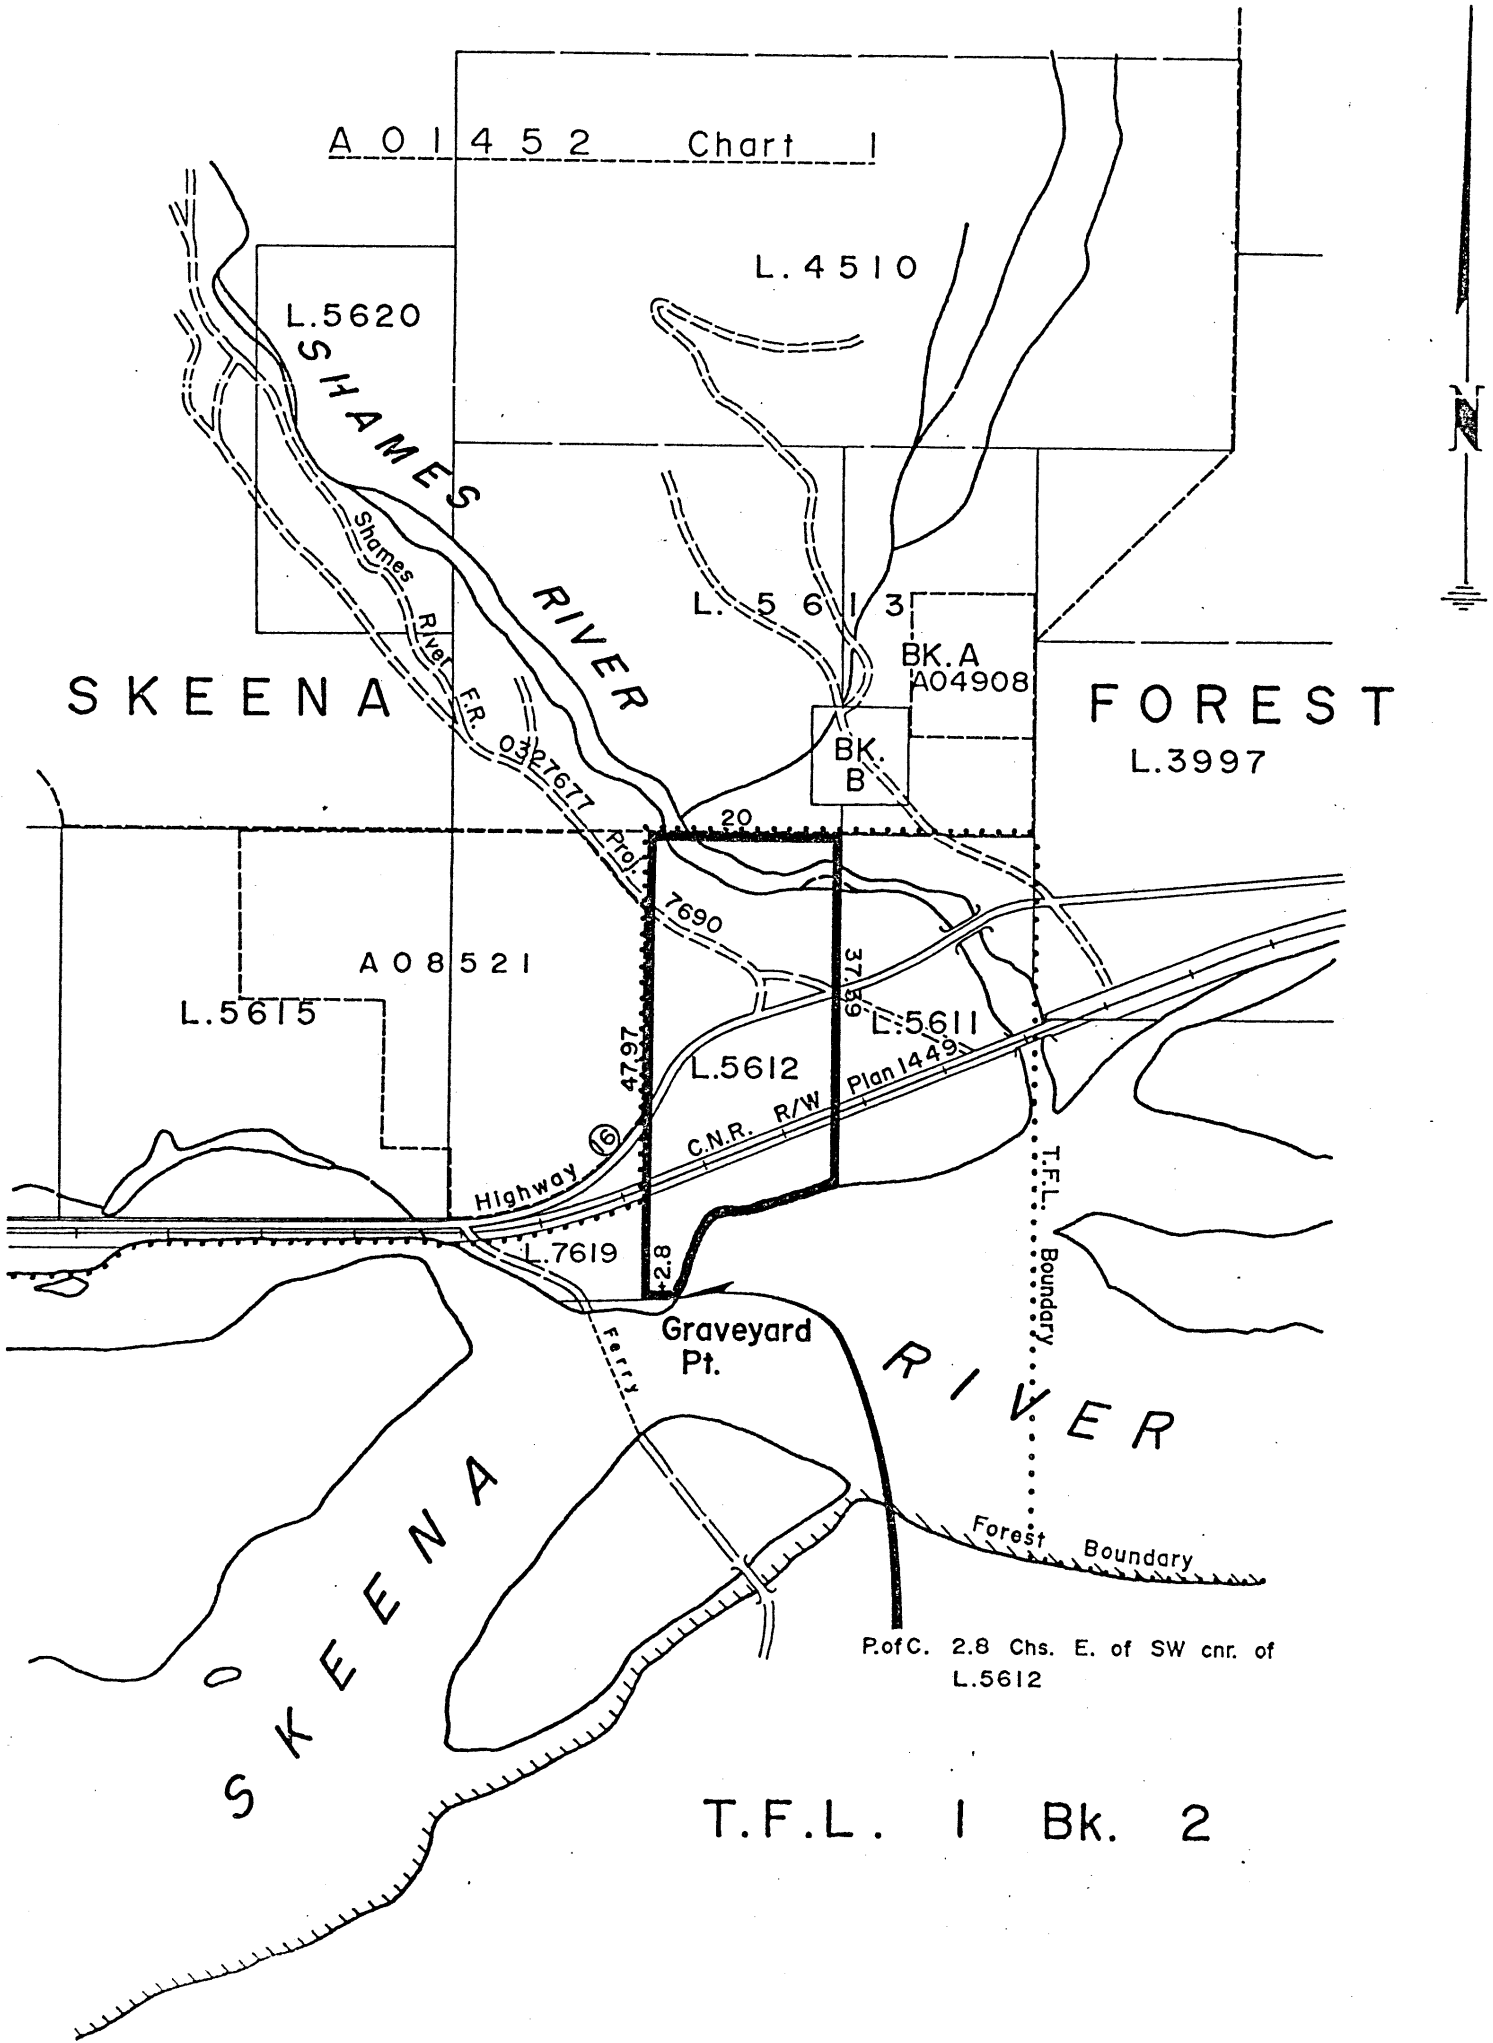 A01452 Chart 1
L.4510
L.5620
SHAMES RIVER
N
Shames River F.R.
0327677
Proj. 7690
L. 5613
BK.A
A04908
SKEENA FOREST
BK.
B
L.3997
20
A08521
L.5615
47.97
37.59
L.5611
L.5612
C.N.R. R/W Plan 1449
Highway 16
L.7619
2.8
T.F.L. Boundary
Graveyard
Pt.
Ferry
SKEENA RIVER
Forest Boundary
P.of C. 2.8 Chs. E. of SW cnr. of
L.5612
T.F.L. 1 Bk. 2